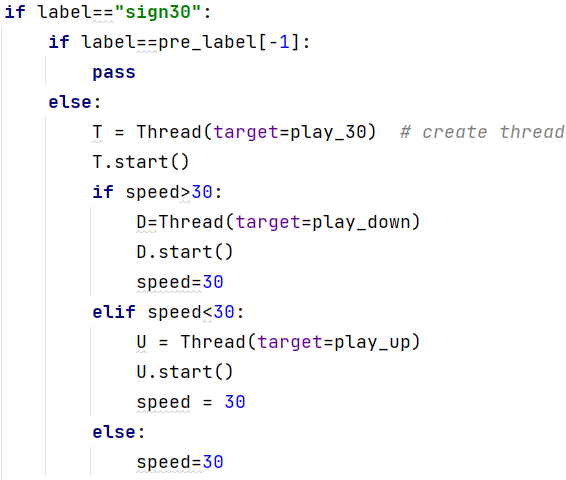 if label=="sign30":
    if label==pre_label[-1]:
        pass
    else:
        T = Thread(target=play_30)  # create thread
        T.start()
        if speed>30:
            D=Thread(target=play_down)
            D.start()
            speed=30
        elif speed<30:
            U = Thread(target=play_up)
            U.start()
            speed = 30
        else:
            speed=30